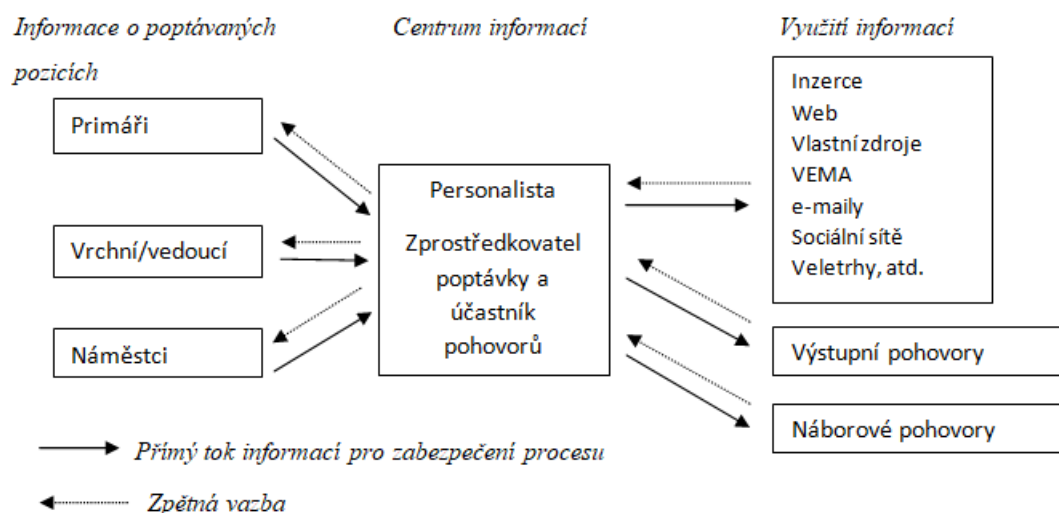 Informace o poptávaných
pozicích
Primáři
Vrchní/vedoucí
Náměstci
Centrum informací
Personalista
Zprostředkovatel
poptávky a
účastník
pohovorů
Využití informací
Inzerce
Web
Vlastní zdroje
VEMA
e-maily
Sociální sítě
Veletrhy, atd.
Výstupní pohovory
Náborové pohovory
Přímý tok informací pro zabezpečení procesu
Zpětná vazba